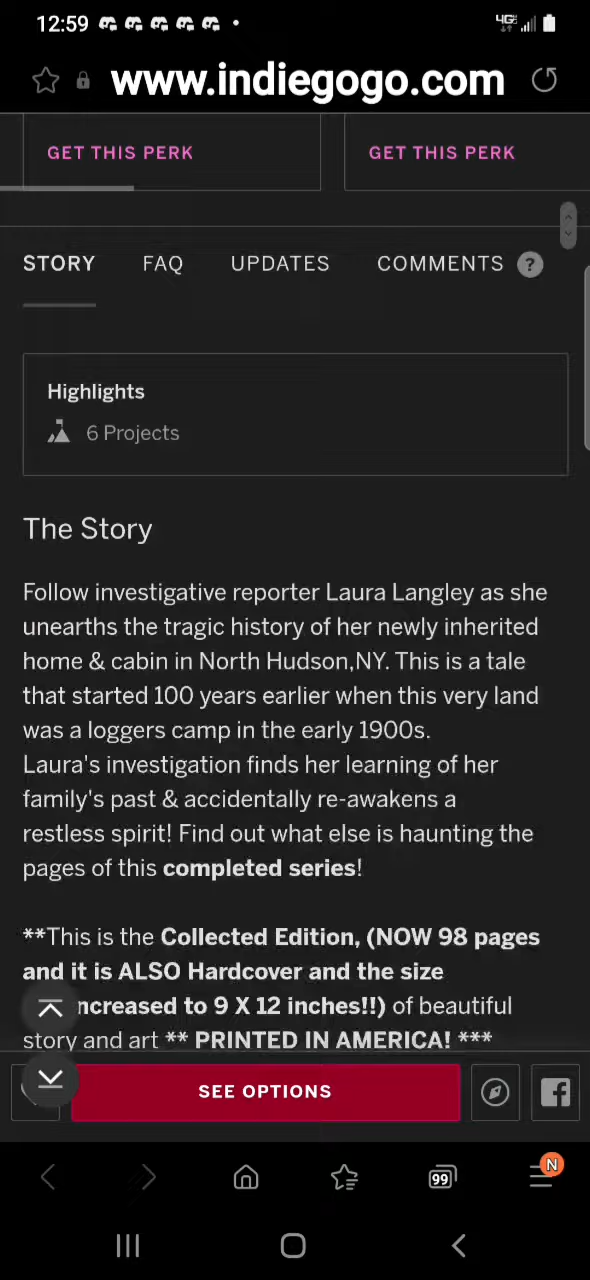 12:59
4G
www.indiegogo.com
GET THIS PERK
GET THIS PERK
STORY FAQ UPDATES COMMENTS ?
Highlights
6 Projects
The Story
Follow investigative reporter Laura Langley as she
unearths the tragic history of her newly inherited
home & cabin in North Hudson,NY. This is a tale
that started 100 years earlier when this very land
was a loggers camp in the early 1900s.
Laura's investigation finds her learning of her
family's past & accidentally re-awakens a
restless spirit! Find out what else is haunting the
pages of this completed series!
**This is the Collected Edition, (NOW 98 pages
and it is ALSO Hardcover and the size
ncreased to 9 X 12 inches!!) of beautiful
story and art ** PRINTED IN AMERICA! ***
SEE OPTIONS
99
N